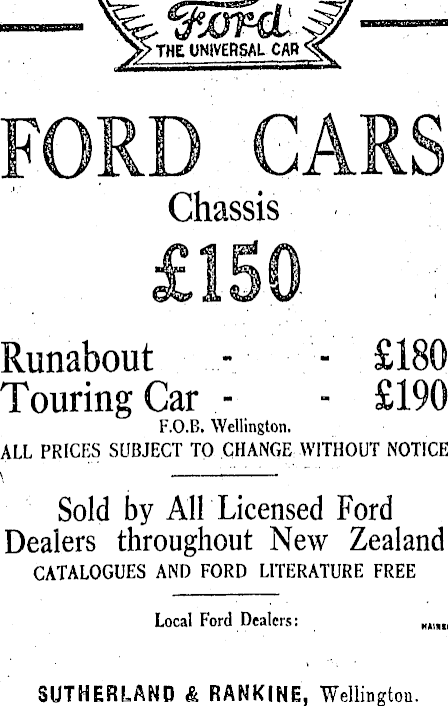 Ford
THE UNIVERSAL CAR
FORD CARS
Chassis
£150
Runabout - - £180
Touring Car - - £190
F.O.B. Wellington.
ALL PRICES SUBJECT TO CHANGE WITHOUT NOTICE
Sold by All Licensed Ford
Dealers throughout New Zealand
CATALOGUES AND FORD LITERATURE FREE
Local Ford Dealers:
SUTHERLAND & RANKINE, Wellington.